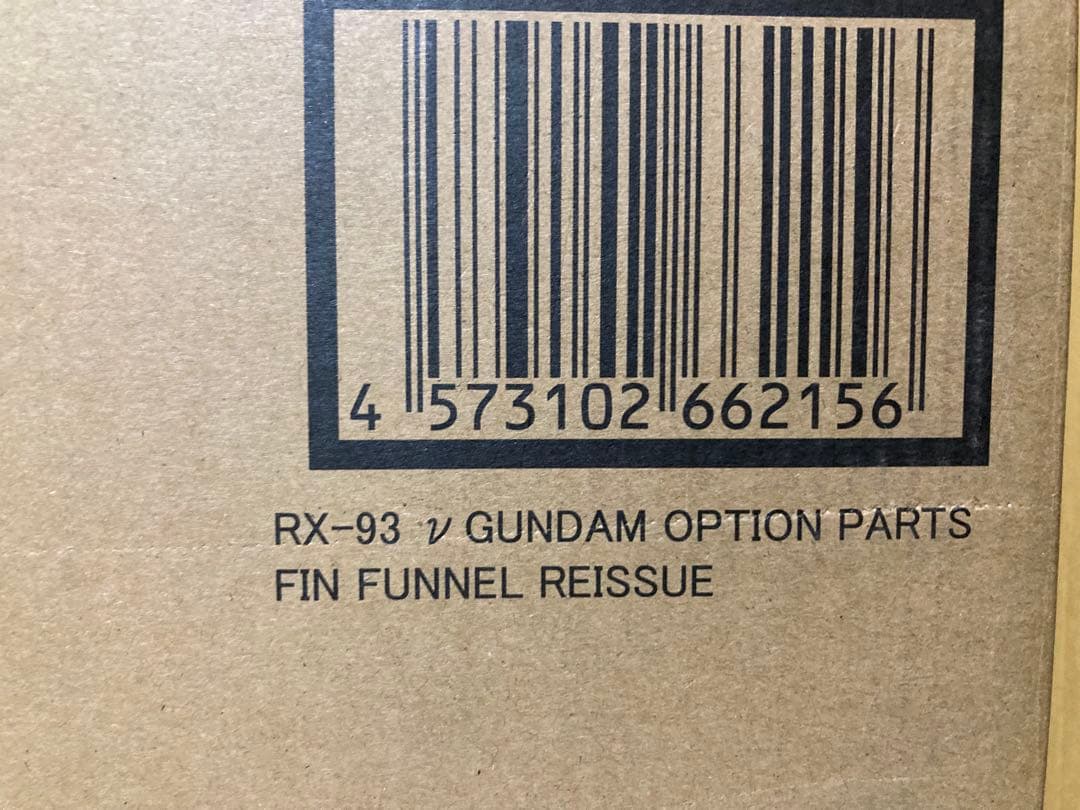 4 573102 662156
RX-93 ν GUNDAM OPTION PARTS
FIN FUNNEL REISSUE